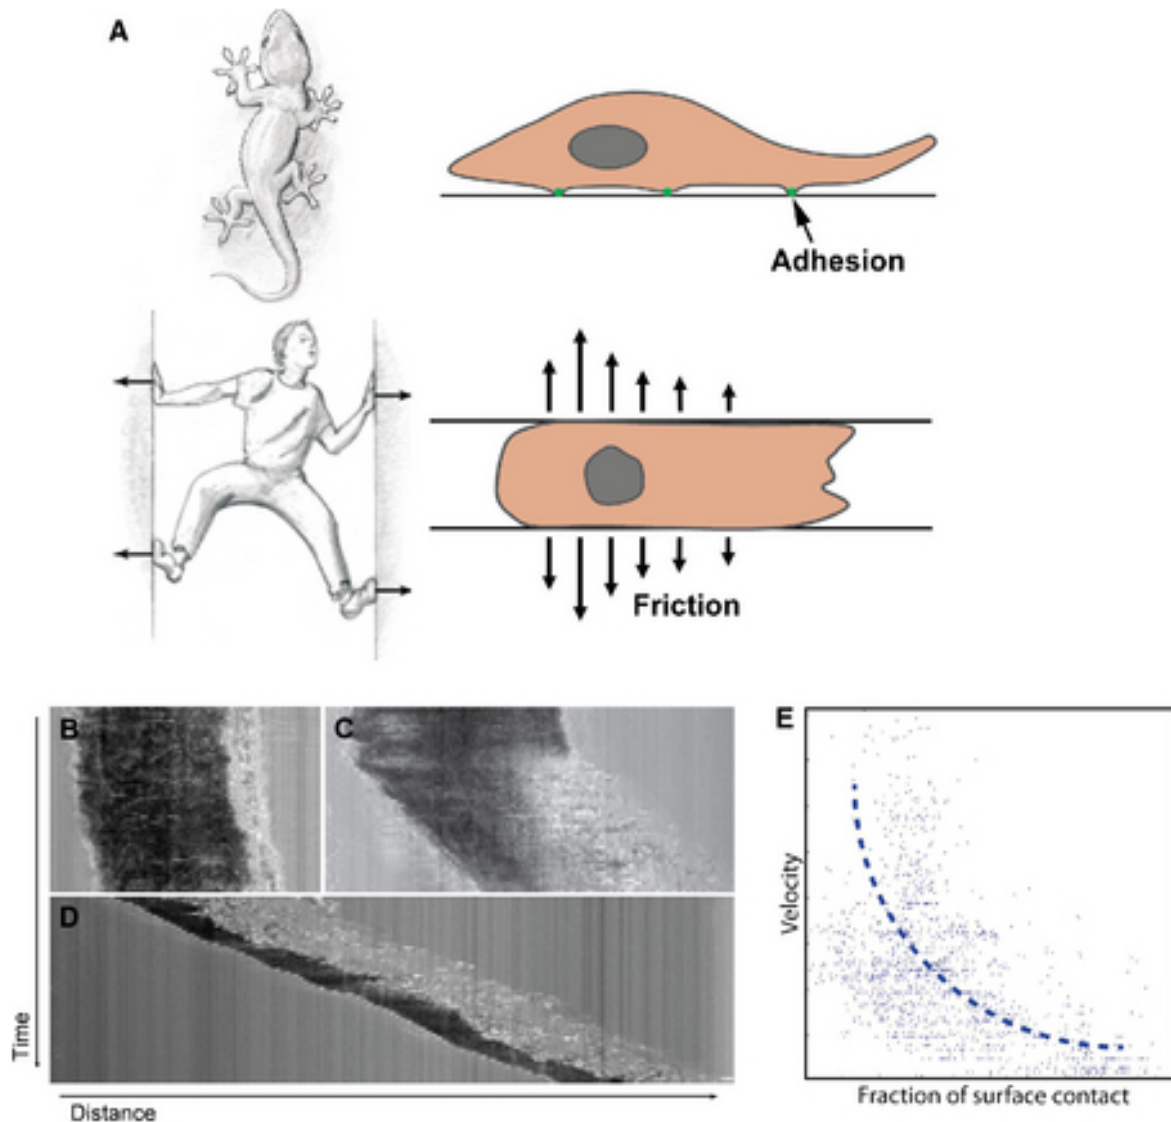 A
Adhesion
Friction
B
C
D
Time
Distance
E
Velocity
Fraction of surface contact